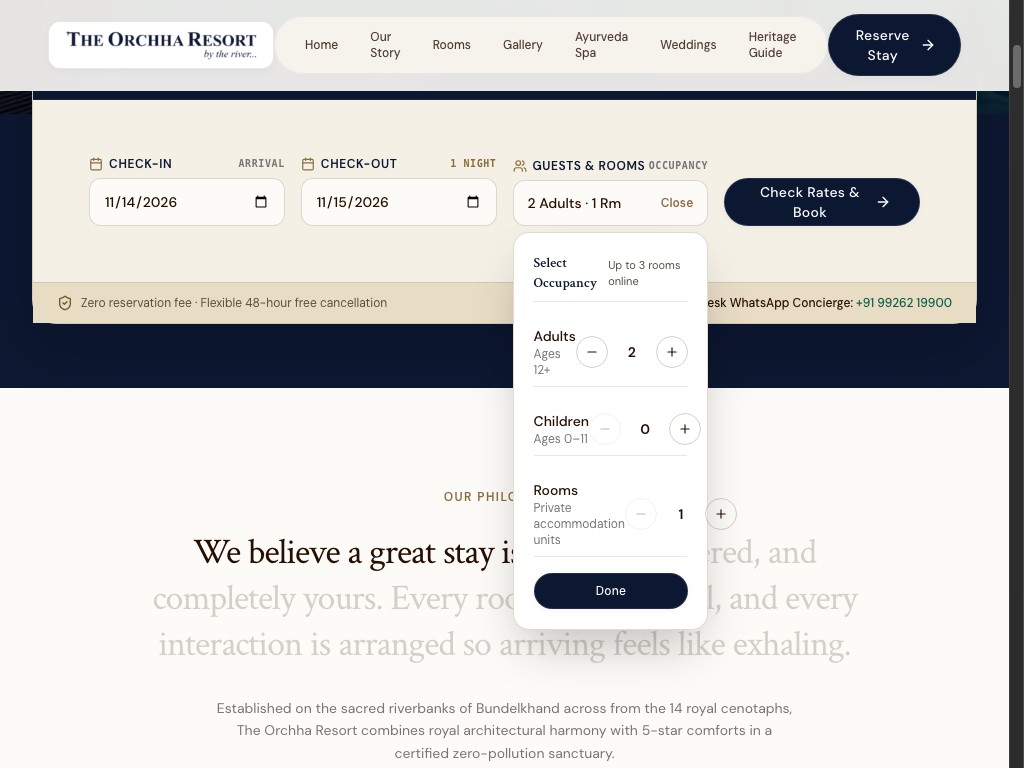 THE ORCHHA RESORT
by the river...
Home
Our Story
Rooms
Gallery
Ayurveda Spa
Weddings
Heritage Guide
Reserve Stay
CHECK-IN
ARRIVAL
CHECK-OUT
1 NIGHT
GUESTS & ROOMS
OCCUPANCY
11/14/2026
11/15/2026
2 Adults · 1 Rm
Close
Check Rates & Book
Select Occupancy
Up to 3 rooms online
Zero reservation fee · Flexible 48-hour free cancellation
esk WhatsApp Concierge: +91 99262 19900
Adults
Ages 12+
2
Children
Ages 0–11
0
Rooms
Private accommodation units
1
Done
OUR PHILO
We believe a great stay is ered, and
completely yours. Every roo l, and every
interaction is arranged so arriving feels like exhaling.
Established on the sacred riverbanks of Bundelkhand across from the 14 royal cenotaphs,
The Orchha Resort combines royal architectural harmony with 5-star comforts in a
certified zero-pollution sanctuary.